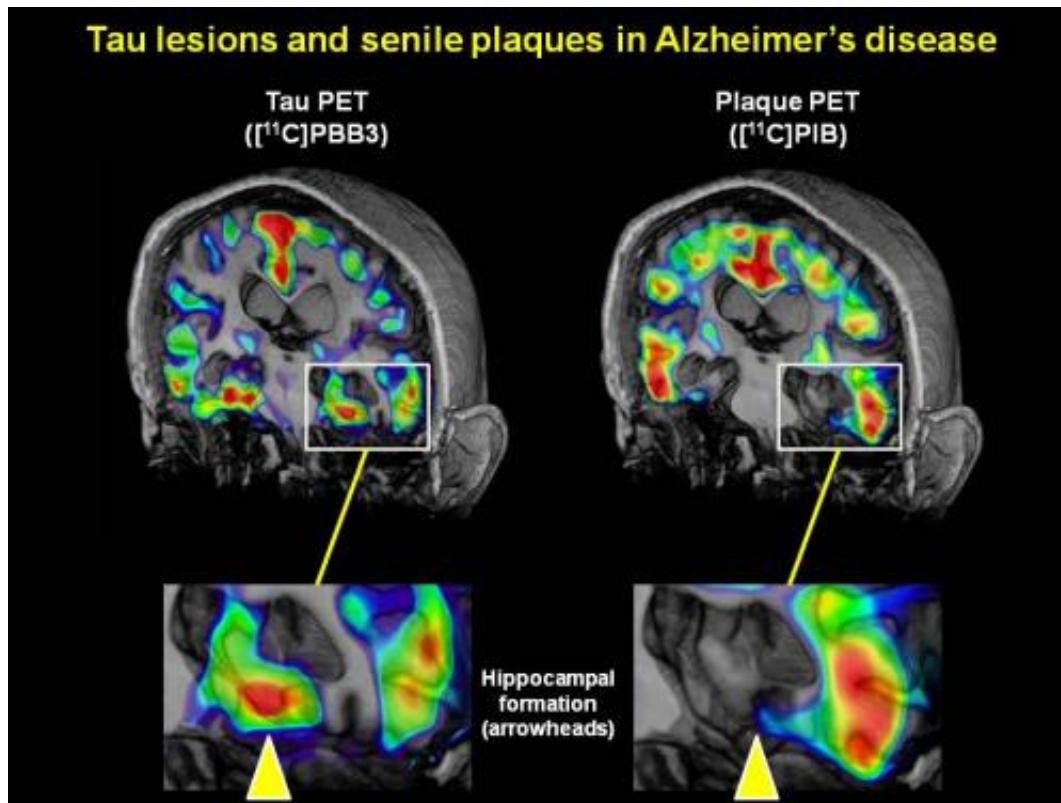 Tau lesions and senile plaques in Alzheimer's disease
Tau PET
([¹¹C]PBB3)
Plaque PET
([¹¹C]PIB)
Hippocampal
formation
(arrowheads)